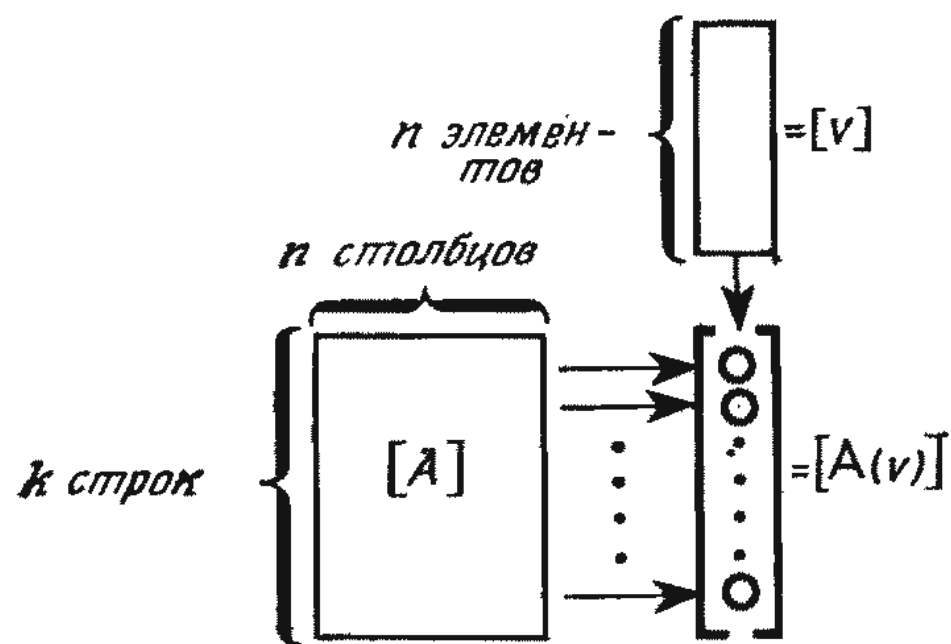 n элемен-
тов
=[v]
n столбцов
k строк
[A]
=[A(v)]